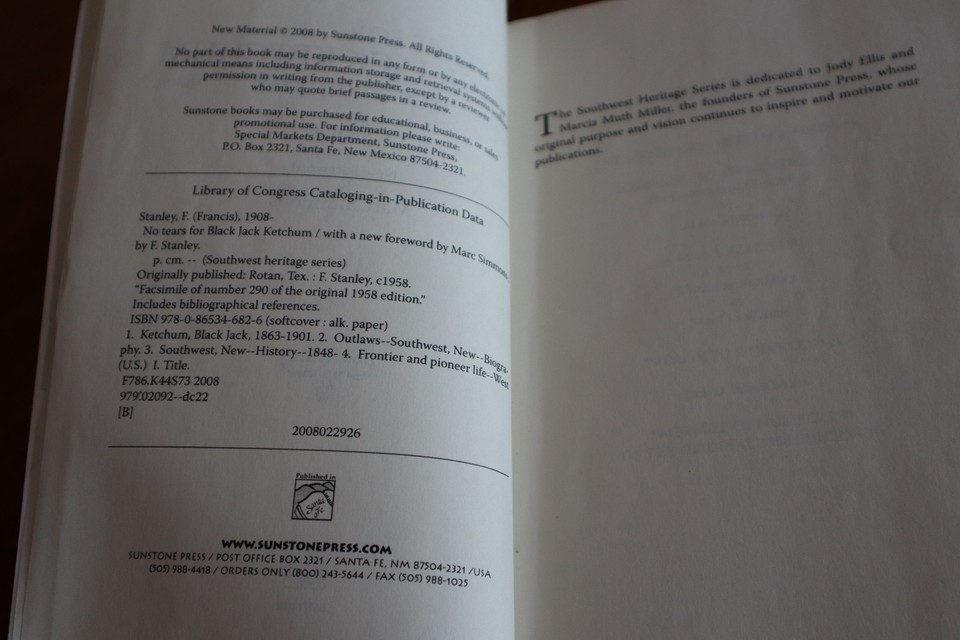 New Material © 2008 by Sunstone Press. All Rights Reserved.
No part of this book may be reproduced in any form or by any electronic or
mechanical means including information storage and retrieval systems without
permission in writing from the publisher, except by a reviewer
who may quote brief passages in a review.
Sunstone books may be purchased for educational, business, or sales
promotional use. For information please write:
Special Markets Department, Sunstone Press,
P.O. Box 2321, Santa Fe, New Mexico 87504-2321.
Library of Congress Cataloging-in-Publication Data
Stanley, F. (Francis), 1908-
No tears for Black Jack Ketchum / with a new foreword by Marc Simmons
by F. Stanley.
p. cm. -- (Southwest heritage series)
Originally published: Rotan, Tex. : F. Stanley, c1958.
"Facsimile of number 290 of the original 1958 edition."
Includes bibliographical references.
ISBN 978-0-86534-682-6 (softcover : alk. paper)
1. Ketchum, Black Jack, 1863-1901. 2. Outlaws--Southwest, New--Biogra-
phy. 3. Southwest, New--History--1848- 4. Frontier and pioneer life--West
(U.S.) I. Title.
F786.K44S73 2008
979'.02092--dc22
[B]
2008022926
Published in
Santa Fe
WWW.SUNSTONEPRESS.COM
SUNSTONE PRESS / POST OFFICE BOX 2321 / SANTA FE, NM 87504-2321 /USA
(505) 988-4418 / ORDERS ONLY (800) 243-5644 / FAX (505) 988-1025
The Southwest Heritage Series is dedicated to Jody Ellis and
Marcia Muth Miller, the founders of Sunstone Press, whose
original purpose and vision continues to inspire and motivate our
publications.